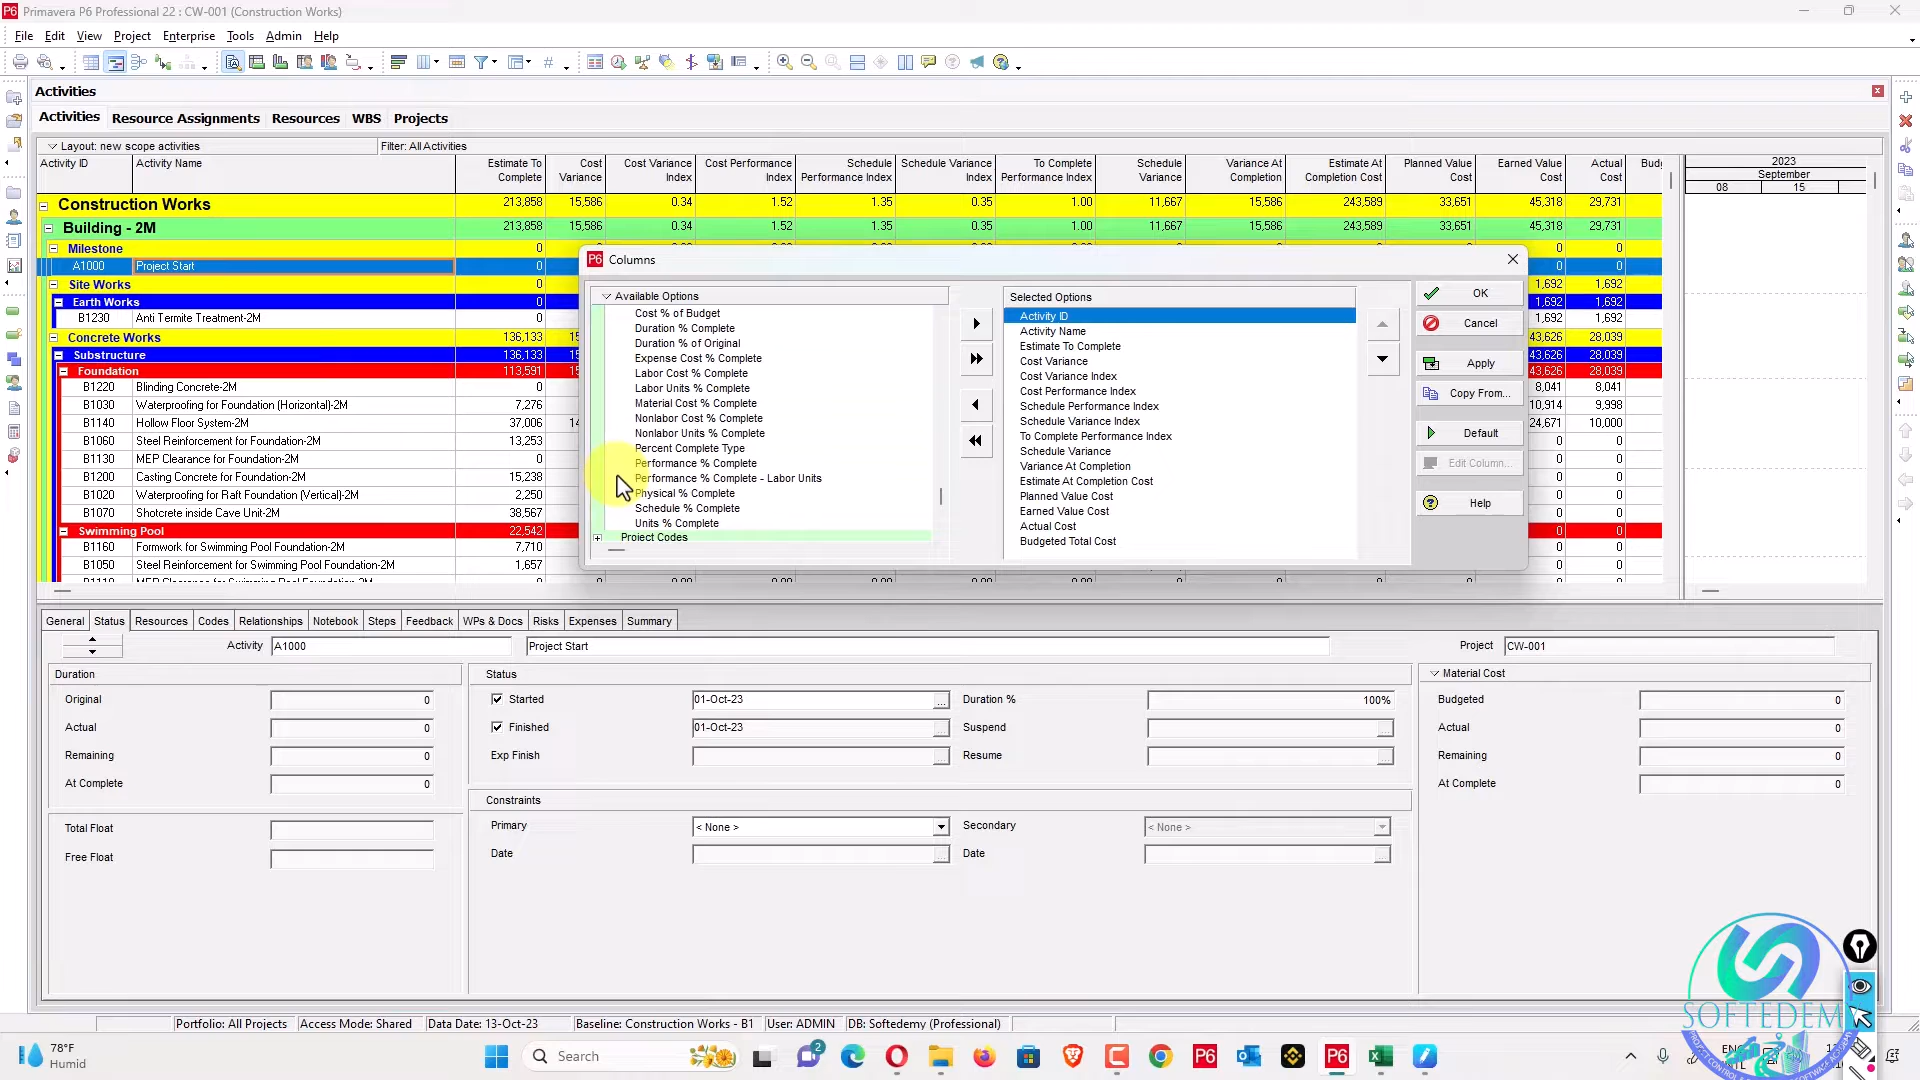 Primavera P6 Professional 22 : CW-001 (Construction Works)
File Edit View Project Enterprise Tools Admin Help
Activities
Activities Resource Assignments Resources WBS Projects
Layout: new scope activities Filter: All Activities
Activity ID Activity Name Estimate To Complete Cost Variance Cost Variance Index Cost Performance Index Schedule Performance Index Schedule Variance Index To Complete Performance Index Schedule Variance Variance At Completion Estimate At Completion Cost Planned Value Cost Earned Value Cost Actual Cost
2023
September
08 15
Construction Works 213,858 15,586 0.34 1.52 1.35 0.35 1.00 11,667 15,586 243,589 33,651 45,318 29,731
Building - 2M 213,858 15,586 0.34 1.52 1.35 0.35 1.00 11,667 15,586 243,589 33,651 45,318 29,731
Milestone 0 0 0
A1000 Project Start 0 0 0
Site Works 0 1,692 1,692
Earth Works 0 1,692 1,692
B1230 Anti Termite Treatment-2M 0 1,692 1,692
Concrete Works 136,133 43,626 28,039
Substructure 136,133 43,626 28,039
Foundation 113,591 43,626 28,039
B1220 Blinding Concrete-2M 0 8,041 8,041
B1030 Waterproofing for Foundation (Horizontal)-2M 7,276 10,914 9,998
B1140 Hollow Floor System-2M 37,006 24,671 10,000
B1060 Steel Reinforcement for Foundation-2M 13,253 0 0
B1130 MEP Clearance for Foundation-2M 0 0 0
B1200 Casting Concrete for Foundation-2M 15,238 0 0
B1020 Waterproofing for Raft Foundation (Vertical)-2M 2,250 0 0
B1070 Shotcrete inside Cave Unit-2M 38,567 0 0
Swimming Pool 22,542 0 0
B1160 Formwork for Swimming Pool Foundation-2M 7,710 0 0
B1050 Steel Reinforcement for Swimming Pool Foundation-2M 1,657 0 0
Columns
Available Options
Cost % of Budget
Duration % Complete
Duration % of Original
Expense Cost % Complete
Labor Cost % Complete
Labor Units % Complete
Material Cost % Complete
Nonlabor Cost % Complete
Nonlabor Units % Complete
Percent Complete Type
Performance % Complete
Performance % Complete - Labor Units
Physical % Complete
Schedule % Complete
Units % Complete
Project Codes
Selected Options
Activity ID
Activity Name
Estimate To Complete
Cost Variance
Cost Variance Index
Cost Performance Index
Schedule Performance Index
Schedule Variance Index
To Complete Performance Index
Schedule Variance
Variance At Completion
Estimate At Completion Cost
Planned Value Cost
Earned Value Cost
Actual Cost
Budgeted Total Cost
OK
Cancel
Apply
Copy From...
Default
Edit Column...
Help
General Status Resources Codes Relationships Notebook Steps Feedback WPs & Docs Risks Expenses Summary
Activity A1000 Project Start Project CW-001
Duration
Original 0
Actual 0
Remaining 0
At Complete 0
Total Float
Free Float
Status
Started 01-Oct-23 Duration % 100%
Finished 01-Oct-23 Suspend
Exp Finish Resume
Constraints
Primary < None > Secondary < None >
Date Date
Material Cost
Budgeted 0
Actual 0
Remaining 0
At Complete 0
Portfolio: All Projects Access Mode: Shared Data Date: 13-Oct-23 Baseline: Construction Works - B1 User: ADMIN DB: Softedemy (Professional)
78°F
Humid
Search
2
ENG